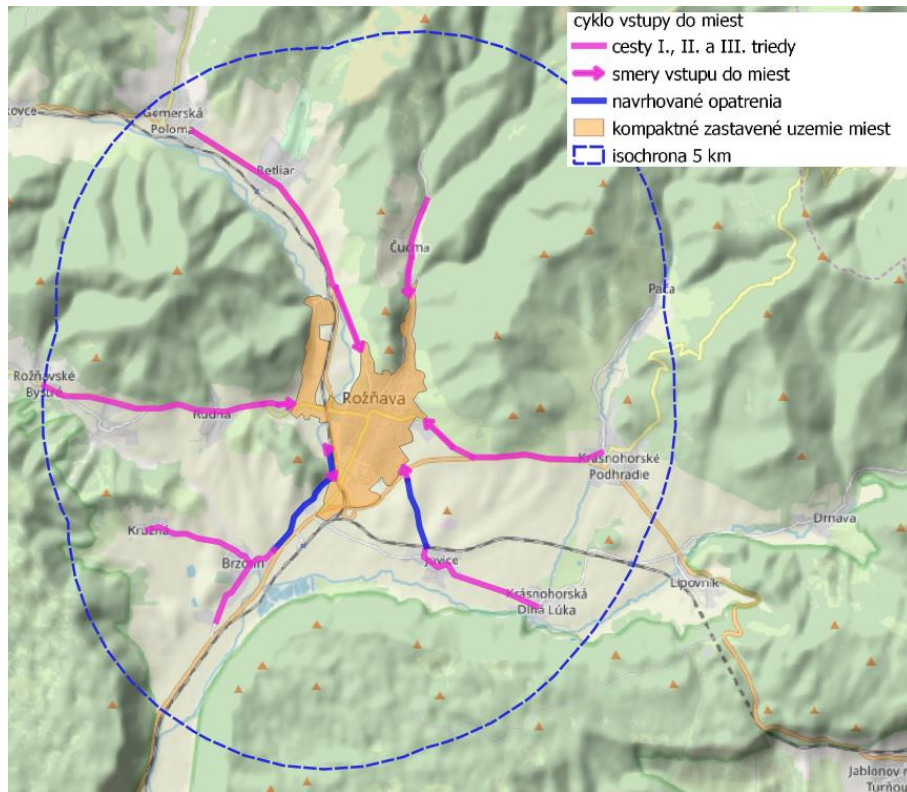 cyklo vstupy do miest
cesty I., II. a III. triedy
smery vstupu do miest
navrhované opatrenia
kompaktné zastavené uzemie miest
isochrona 5 km
kovce
Gemerská
Poloma
Betliar
Čučma
Pača
Rožňavské
Bystré
Rudná
Rožňava
Krásnohorské
Podhradie
Kružná
Brzotín
Jovice
Drnava
Krásnohorská
Dlhá Lúka
Lipovník
Jablonov n
Turňou